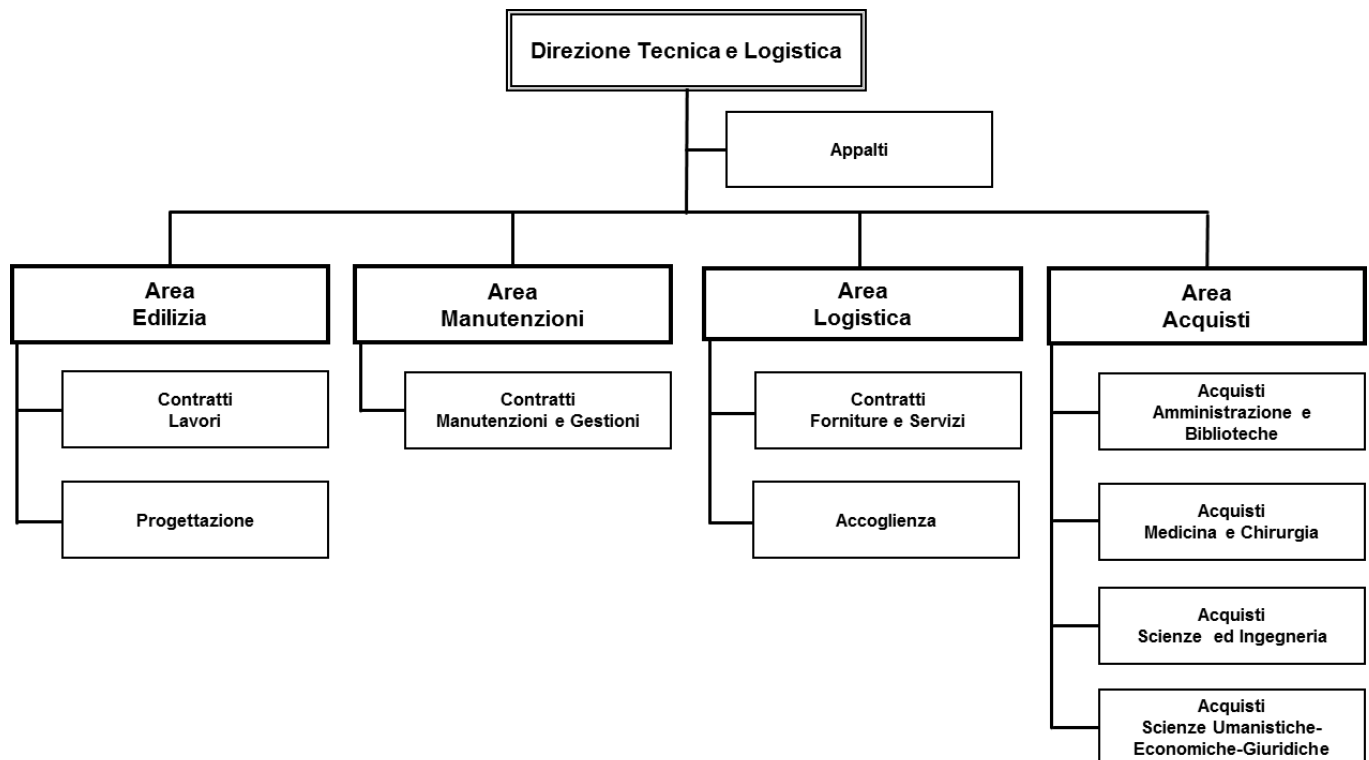 Direzione Tecnica e Logistica
Appalti
Area
Edilizia
Contratti
Lavori
Progettazione
Area
Manutenzioni
Contratti
Manutenzioni e Gestioni
Area
Logistica
Contratti
Forniture e Servizi
Accoglienza
Area
Acquisti
Acquisti
Amministrazione e
Biblioteche
Acquisti
Medicina e Chirurgia
Acquisti
Scienze ed Ingegneria
Acquisti
Scienze Umanistiche-
Economiche-Giuridiche